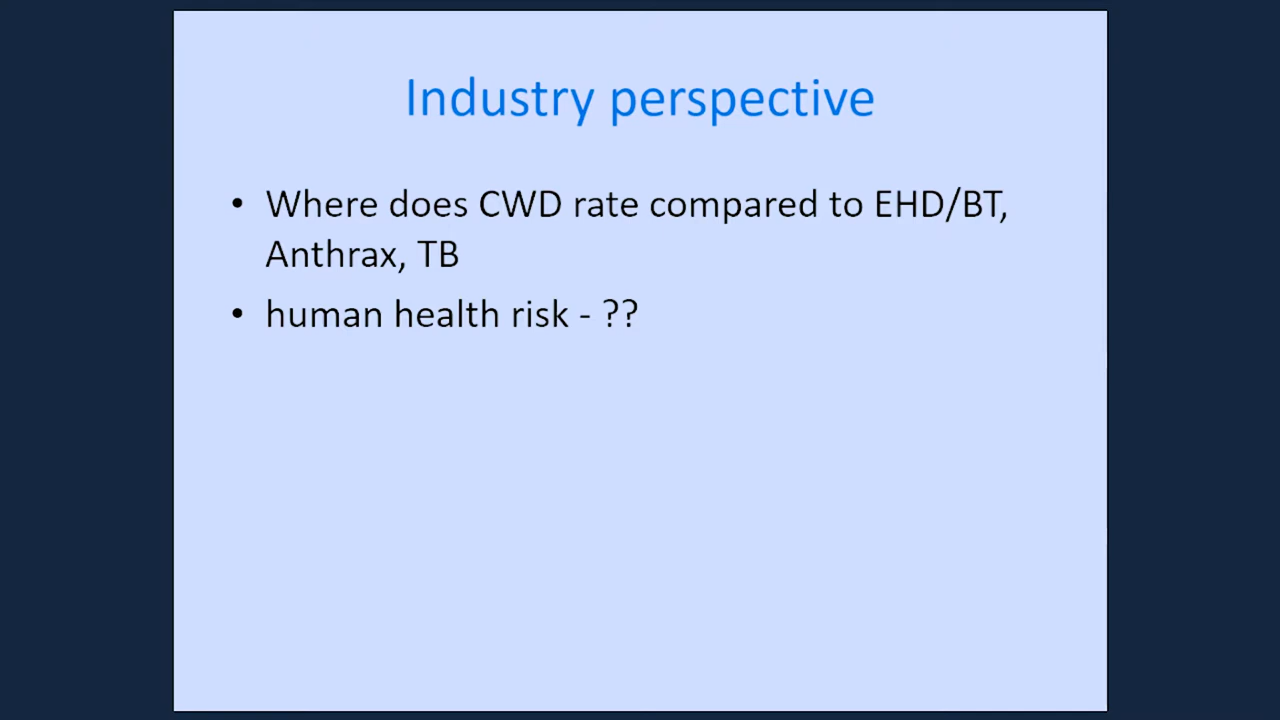 Industry perspective
• Where does CWD rate compared to EHD/BT,
Anthrax, TB
• human health risk - ??